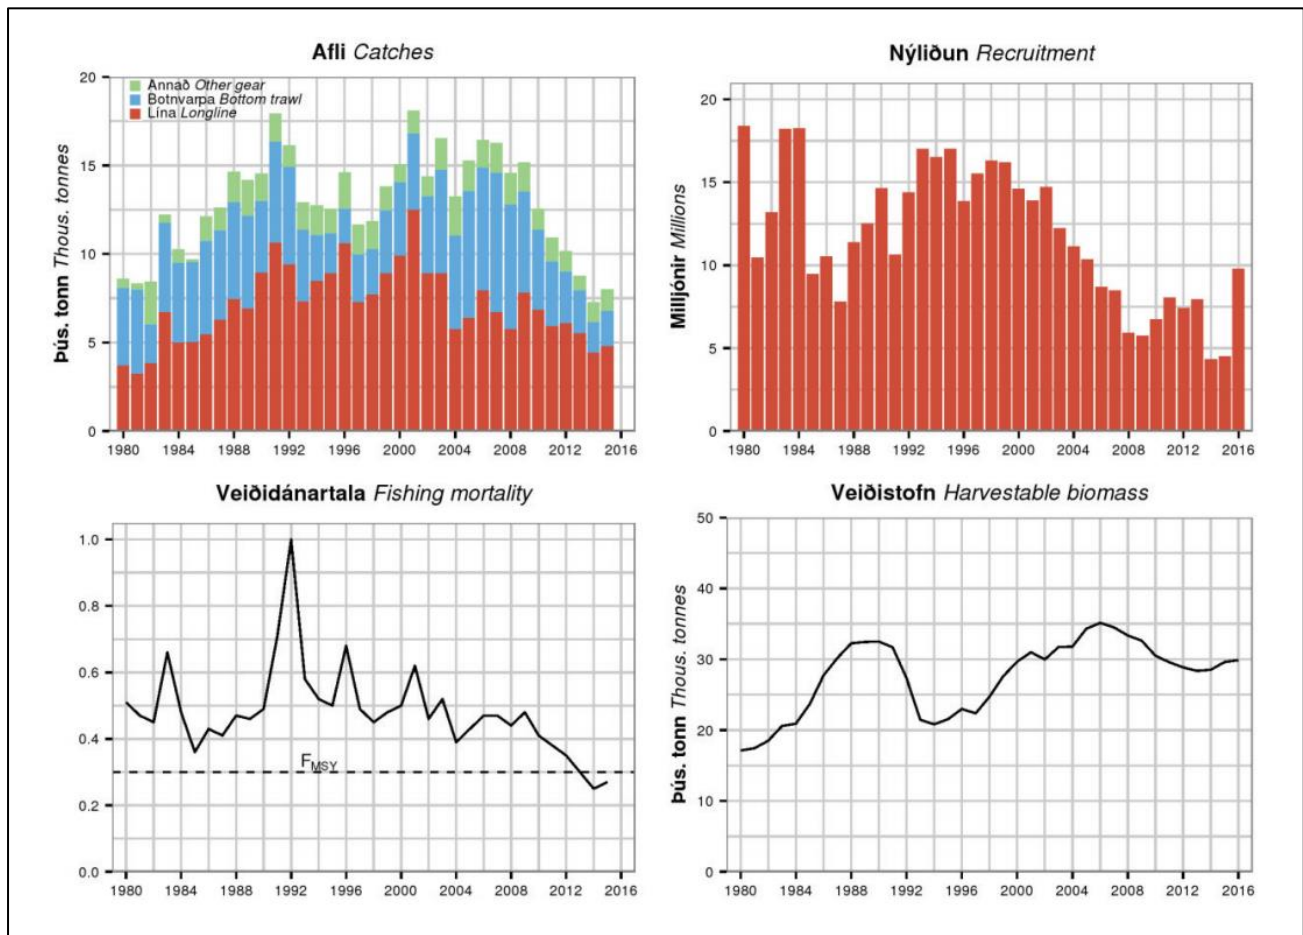 Afli Catches
Þús. tonn Thous. tonnes
20
15
10
5
0
Annað Other gear
Botnvarpa Bottom trawl
Lína Longline
1980 1984 1988 1992 1996 2000 2004 2008 2012 2016
Nýliðun Recruitment
Milljónir Millions
20
15
10
5
0
1980 1984 1988 1992 1996 2000 2004 2008 2012 2016
Veiðidánartala Fishing mortality
1.0
0.8
0.6
0.4
0.2
0.0
FMSY
1980 1984 1988 1992 1996 2000 2004 2008 2012 2016
Veiðistofn Harvestable biomass
Þús. tonn Thous. tonnes
50
40
30
20
10
0
1980 1984 1988 1992 1996 2000 2004 2008 2012 2016